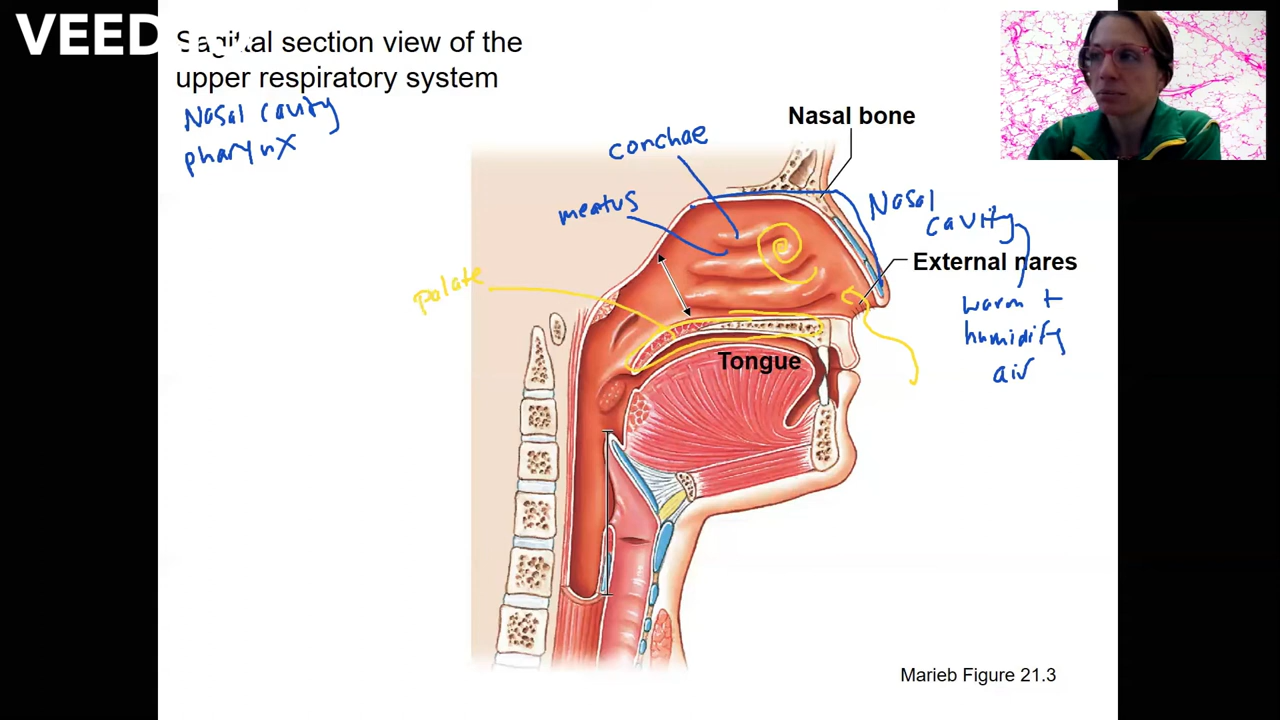 VEED
Sagittal section view of the
upper respiratory system
Nasal cavity
pharynx
Nasal bone
conchae
meatus
Nasal
cavity
External nares
palate
warm +
humidify
air
Tongue
Marieb Figure 21.3